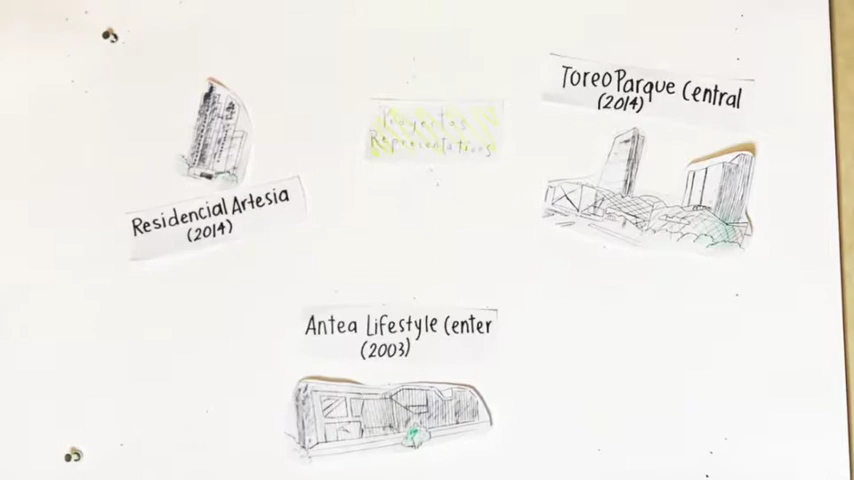 Toreo Parque Central
(2014)
Proyectos
Representativos
Residencial Artesia
(2014)
Antea Lifestyle Center
(2003)